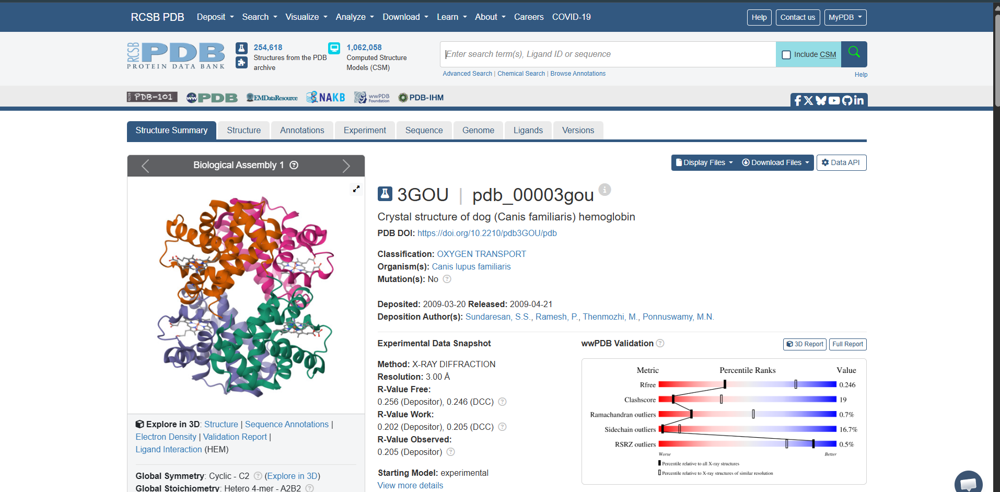 RCSB PDB Deposit Search Visualize Analyze Download Learn About Careers COVID-19 Help Contact us MyPDB
RCSB PDB
PROTEIN DATA BANK
254,618
Structures from the PDB
archive
1,062,058
Computed Structure
Models (CSM)
Enter search term(s), Ligand ID or sequence
Include CSM
Advanced Search | Chemical Search | Browse Annotations
Help
RCSB PDB-101 wwPDB EMDataResource NAKB wwPDB Foundation PDB-IHM
Structure Summary Structure Annotations Experiment Sequence Genome Ligands Versions
Biological Assembly 1
Display Files Download Files Data API
3GOU | pdb_00003gou
Crystal structure of dog (Canis familiaris) hemoglobin
PDB DOI: https://doi.org/10.2210/pdb3GOU/pdb
Classification: OXYGEN TRANSPORT
Organism(s): Canis lupus familiaris
Mutation(s): No
Deposited: 2009-03-20 Released: 2009-04-21
Deposition Author(s): Sundaresan, S.S., Ramesh, P., Thenmozhi, M., Ponnuswamy, M.N.
Experimental Data Snapshot
Method: X-RAY DIFFRACTION
Resolution: 3.00 Å
R-Value Free:
0.256 (Depositor), 0.246 (DCC)
R-Value Work:
0.202 (Depositor), 0.205 (DCC)
R-Value Observed:
0.205 (Depositor)
Starting Model: experimental
View more details
wwPDB Validation
3D Report Full Report
Metric Percentile Ranks Value
Rfree 0.246
Clashscore 19
Ramachandran outliers 0.7%
Sidechain outliers 16.7%
RSRZ outliers 0.5%
Worse Better
Percentile relative to all X-ray structures
Percentile relative to X-ray structures of similar resolution
Explore in 3D: Structure | Sequence Annotations |
Electron Density | Validation Report |
Ligand Interaction (HEM)
Global Symmetry: Cyclic - C2 (Explore in 3D)
Global Stoichiometry: Hetero 4-mer - A2B2